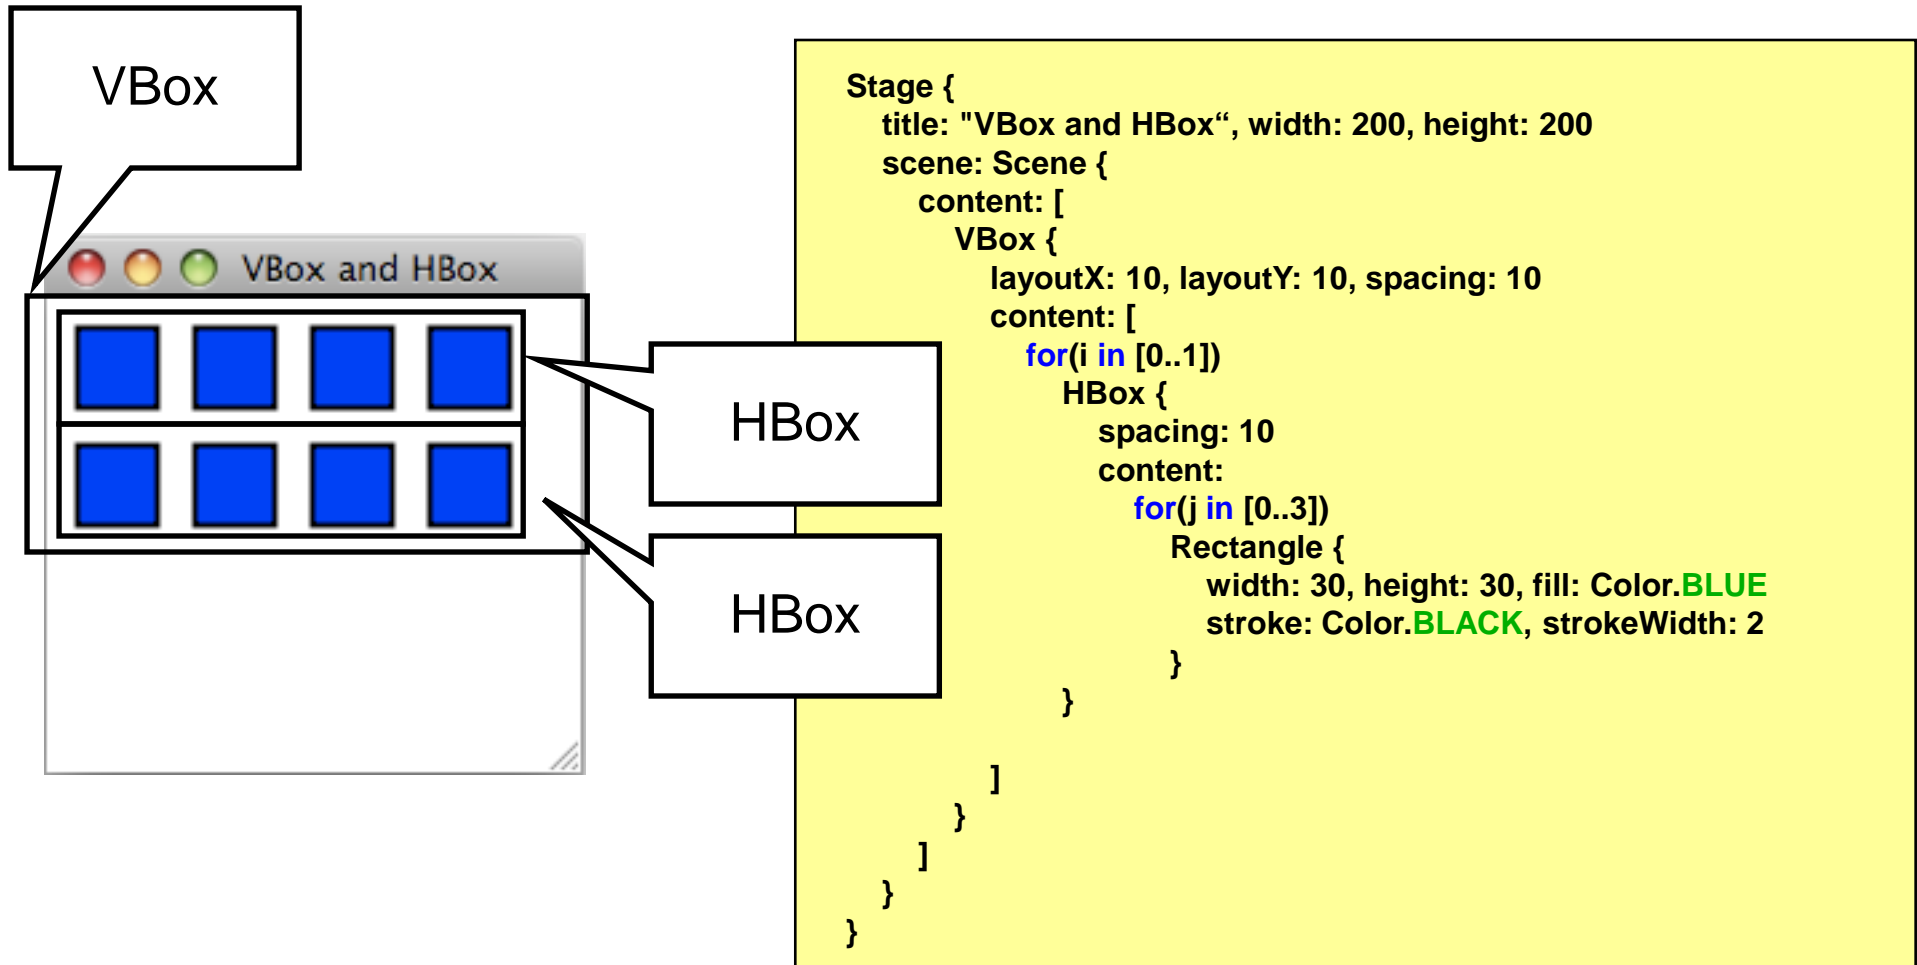 VBox
VBox and HBox
HBox
HBox
Stage {
title: "VBox and HBox“, width: 200, height: 200
scene: Scene {
content: [
VBox {
layoutX: 10, layoutY: 10, spacing: 10
content: [
for(i in [0..1])
HBox {
spacing: 10
content:
for(j in [0..3])
Rectangle {
width: 30, height: 30, fill: Color.BLUE
stroke: Color.BLACK, strokeWidth: 2
}
}
]
}
]
}
}